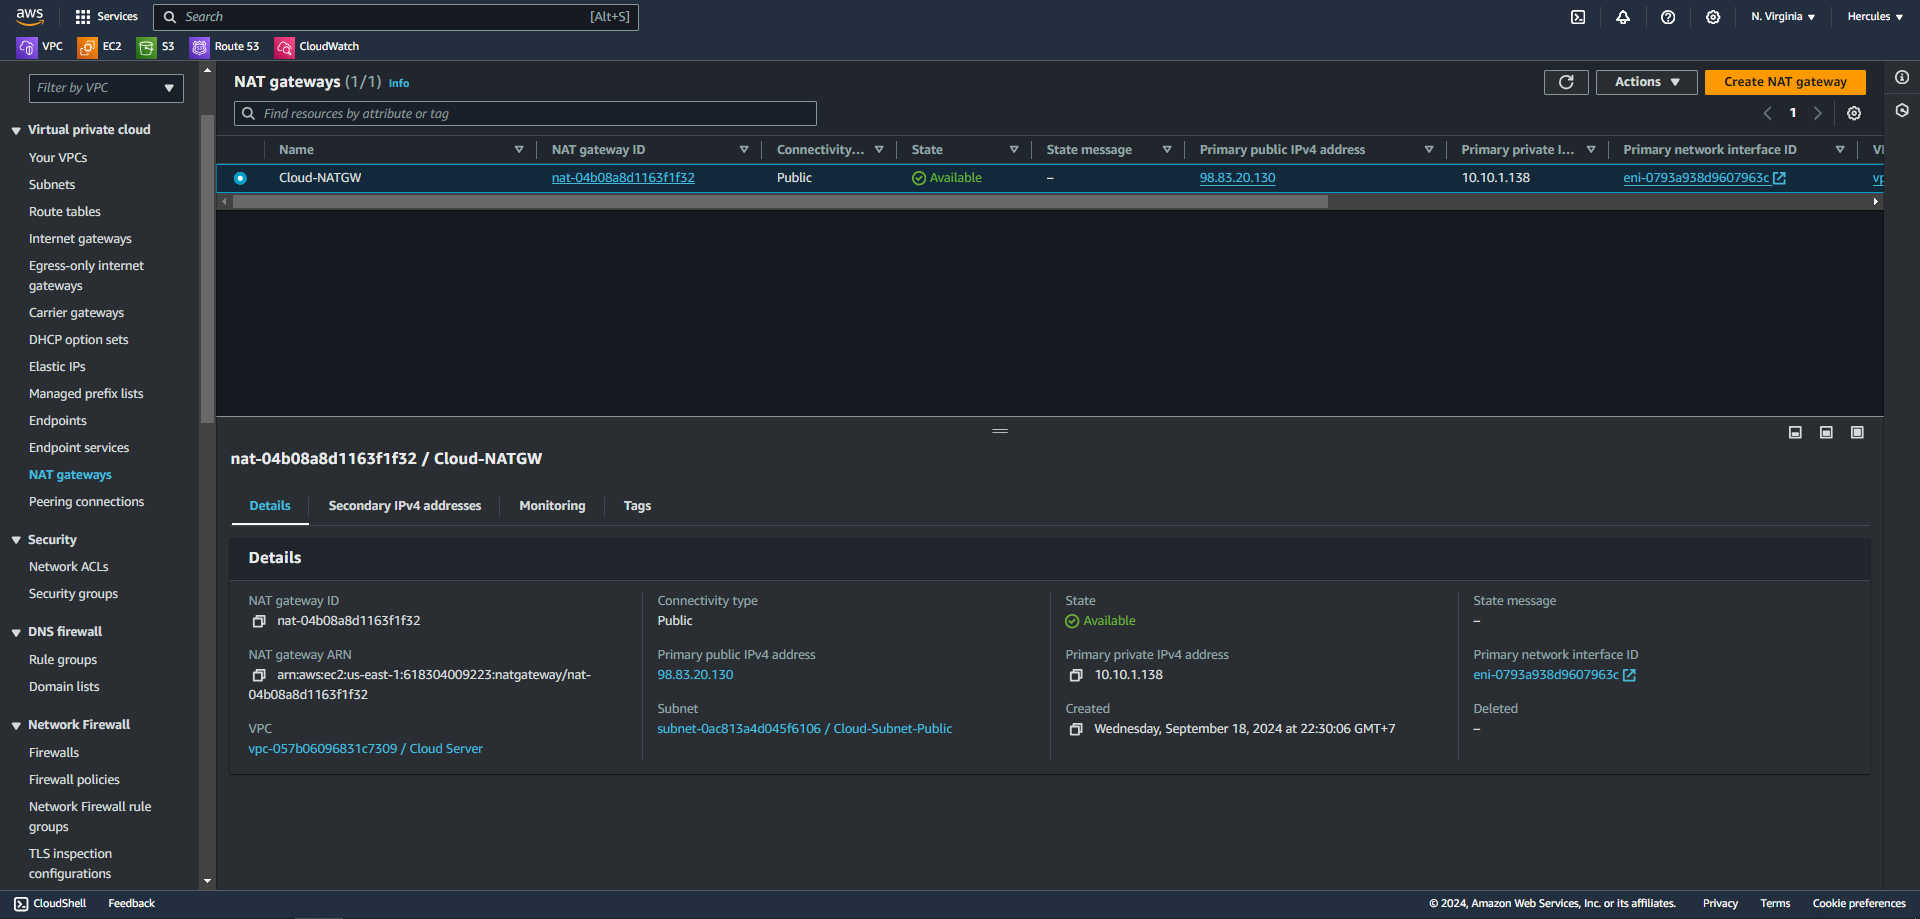 aws
Services
Search
[Alt+S]
N. Virginia
Hercules
VPC
EC2
S3
Route 53
CloudWatch
Filter by VPC
Virtual private cloud
Your VPCs
Subnets
Route tables
Internet gateways
Egress-only internet
gateways
Carrier gateways
DHCP option sets
Elastic IPs
Managed prefix lists
Endpoints
Endpoint services
NAT gateways
Peering connections
Security
Network ACLs
Security groups
DNS firewall
Rule groups
Domain lists
Network Firewall
Firewalls
Firewall policies
Network Firewall rule
groups
TLS inspection
configurations
NAT gateways (1/1) Info
Actions
Create NAT gateway
Find resources by attribute or tag
1
Name
NAT gateway ID
Connectivity...
State
State message
Primary public IPv4 address
Primary private I...
Primary network interface ID
Cloud-NATGW
nat-04b08a8d1163f1f32
Public
Available
–
98.83.20.130
10.10.1.138
eni-0793a938d9607963c
vp
nat-04b08a8d1163f1f32 / Cloud-NATGW
Details
Secondary IPv4 addresses
Monitoring
Tags
Details
NAT gateway ID
nat-04b08a8d1163f1f32
NAT gateway ARN
arn:aws:ec2:us-east-1:618304009223:natgateway/nat-
04b08a8d1163f1f32
VPC
vpc-057b06096831c7309 / Cloud Server
Connectivity type
Public
Primary public IPv4 address
98.83.20.130
Subnet
subnet-0ac813a4d045f6106 / Cloud-Subnet-Public
State
Available
Primary private IPv4 address
10.10.1.138
Created
Wednesday, September 18, 2024 at 22:30:06 GMT+7
State message
–
Primary network interface ID
eni-0793a938d9607963c
Deleted
–
CloudShell
Feedback
© 2024, Amazon Web Services, Inc. or its affiliates.
Privacy
Terms
Cookie preferences